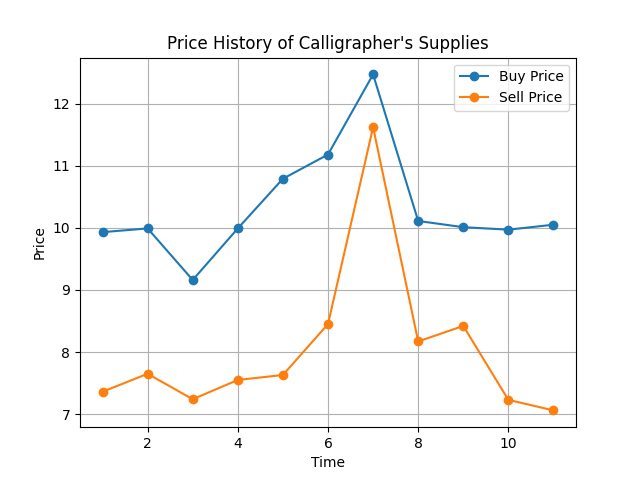 Price History of Calligrapher's Supplies
Buy Price
Sell Price
Price
12
11
10
9
8
7
2 4 6 8 10
Time